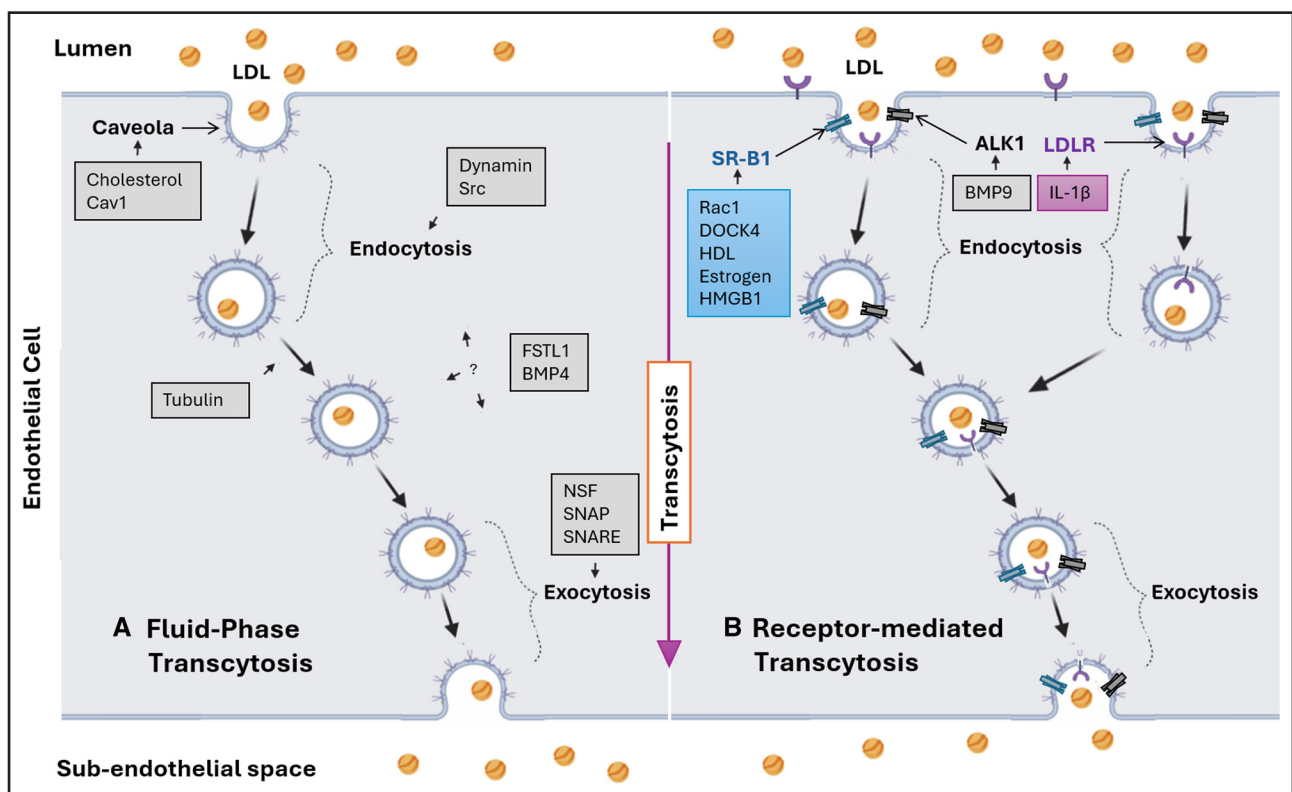 Lumen
LDL
Caveola
Cholesterol
Cav1
Dynamin
Src
Endocytosis
Tubulin
FSTL1
BMP4
?
NSF
SNAP
SNARE
Exocytosis
A Fluid-Phase
Transcytosis
Endothelial Cell
Transcytosis
LDL
SR-B1
Rac1
DOCK4
HDL
Estrogen
HMGB1
ALK1
BMP9
LDLR
IL-1β
Endocytosis
Exocytosis
B Receptor-mediated
Transcytosis
Sub-endothelial space